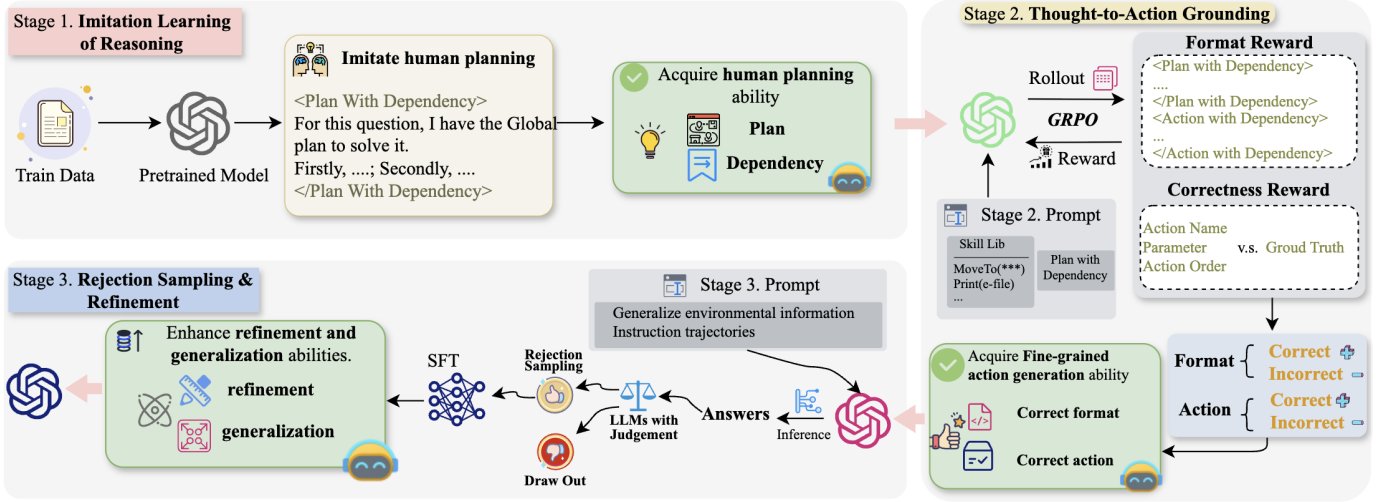 Stage 1. Imitation Learning
of Reasoning
Train Data
Pretrained Model
Imitate human planning
<Plan With Dependency>
For this question, I have the Global
plan to solve it.
Firstly, ....; Secondly, ....
</Plan With Dependency>
Acquire human planning
ability
Plan
Dependency
Stage 2. Thought-to-Action Grounding
Rollout
GRPO
Reward
Format Reward
<Plan with Dependency>
....
</Plan with Dependency>
<Action with Dependency>
...
</Action with Dependency>
Correctness Reward
Action Name
Parameter v.s. Groud Truth
Action Order
Stage 2. Prompt
Skill Lib
MoveTo(***)
Print(e-file)
...
Plan with
Dependency
Format { Correct
Incorrect
Action { Correct
Incorrect
Acquire Fine-grained
action generation ability
Correct format
Correct action
Stage 3. Rejection Sampling &
Refinement
Stage 3. Prompt
Generalize environmental information
Instruction trajectories
Inference
Answers
LLMs with
Judgement
Rejection
Sampling
Draw Out
SFT
Enhance refinement and
generalization abilities.
refinement
generalization